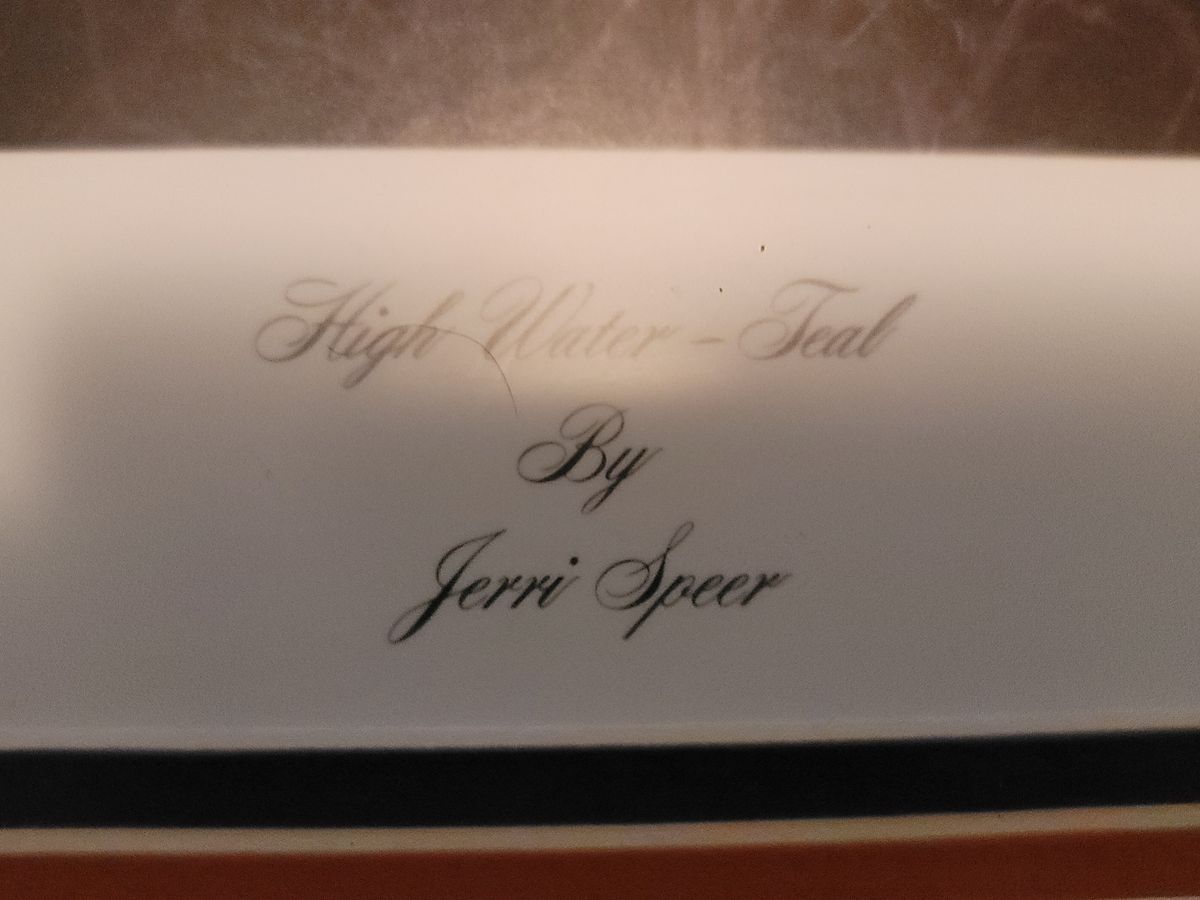 High Water - Teal
By
Jerri Speer